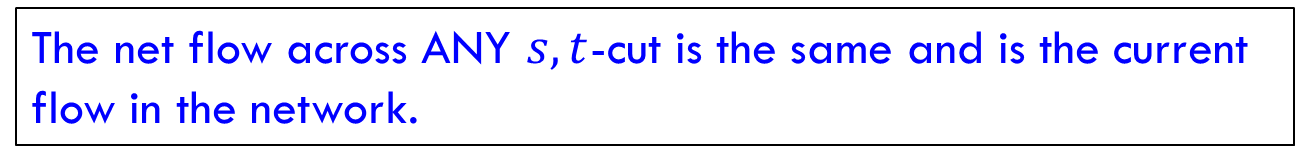 The net flow across ANY 𝑠, 𝑡-cut is the same and is the current
flow in the network.